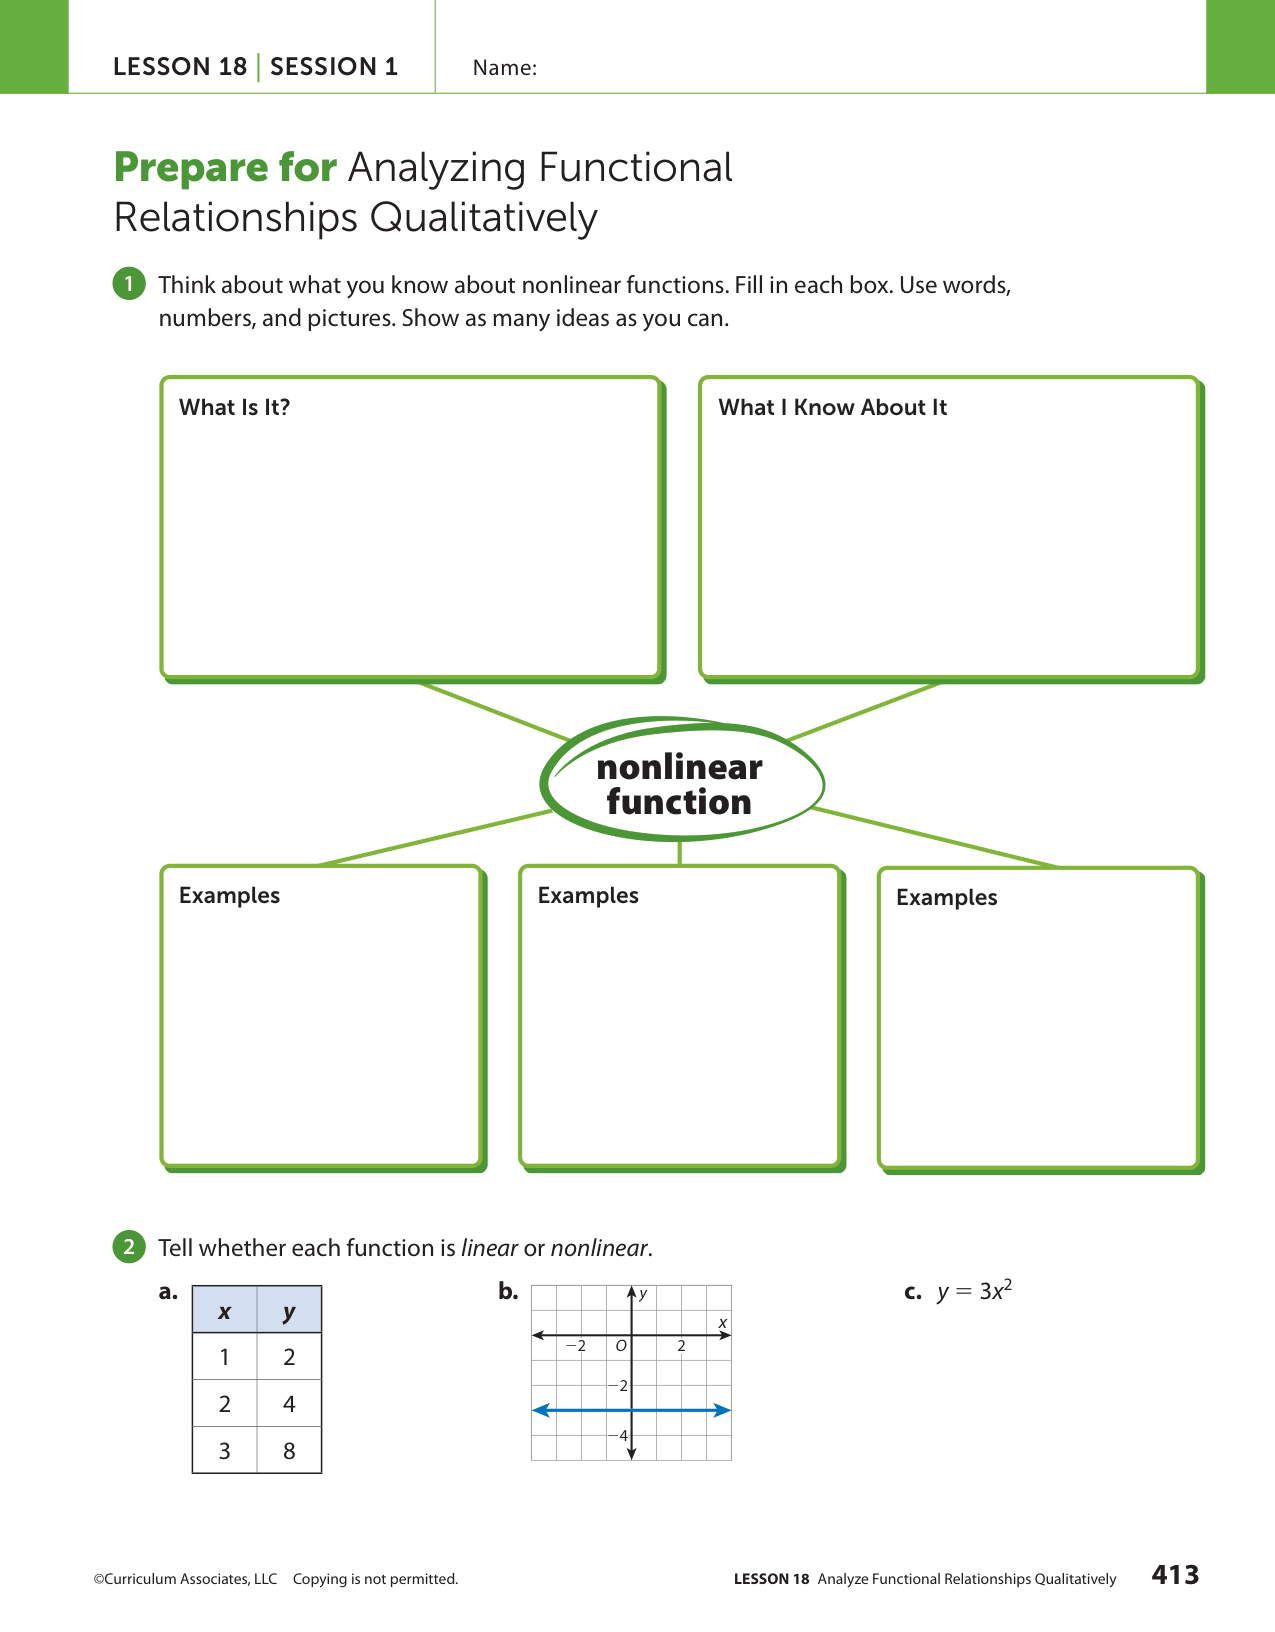 LESSON 18 | SESSION 1
Name:
Prepare for Analyzing Functional
Relationships Qualitatively
1 Think about what you know about nonlinear functions. Fill in each box. Use words,
numbers, and pictures. Show as many ideas as you can.
What Is It?
What I Know About It
nonlinear
function
Examples
Examples
Examples
2 Tell whether each function is linear or nonlinear.
a.
x y
1 2
2 4
3 8
b.
y
x
−2 O 2
−2
−4
c. y = 3x²
©Curriculum Associates, LLC Copying is not permitted.
LESSON 18 Analyze Functional Relationships Qualitatively 413